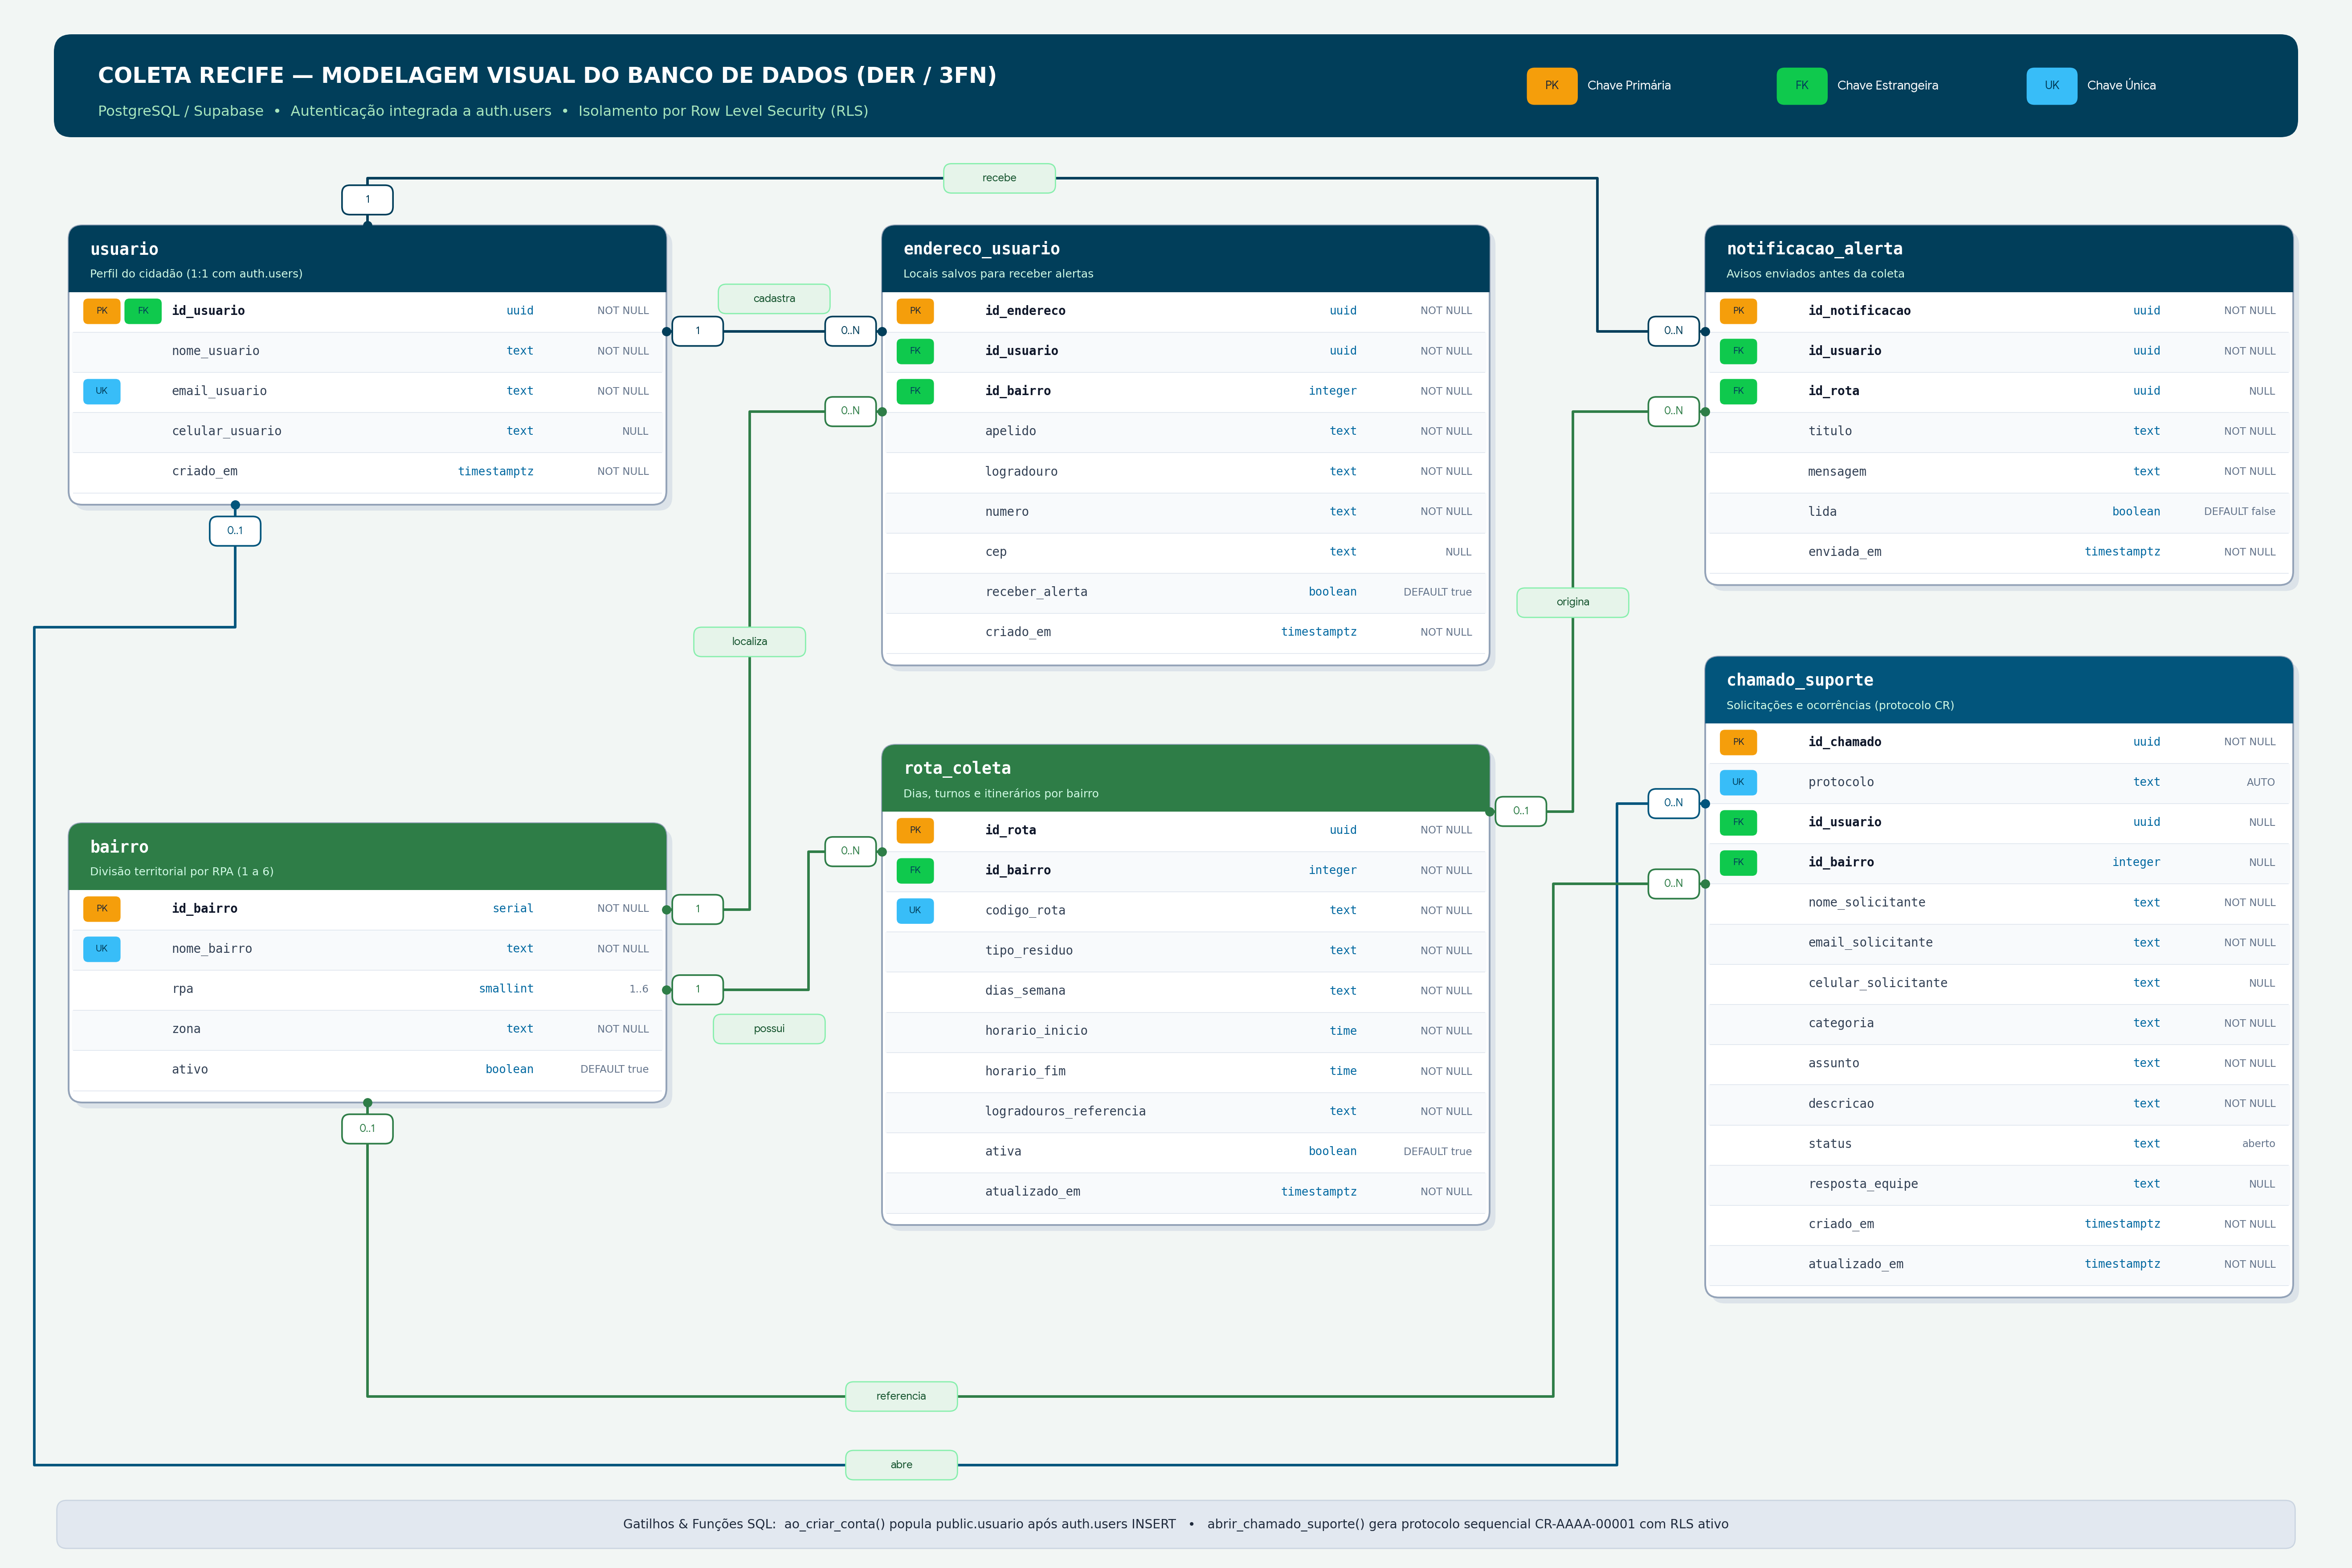 COLETA RECIFE — MODELAGEM VISUAL DO BANCO DE DADOS (DER / 3FN)
PostgreSQL / Supabase • Autenticação integrada a auth.users • Isolamento por Row Level Security (RLS)
PK Chave Primária
FK Chave Estrangeira
UK Chave Única
recebe
1
usuario
Perfil do cidadão (1:1 com auth.users)
PK FK id_usuario uuid NOT NULL
nome_usuario text NOT NULL
UK email_usuario text NOT NULL
celular_usuario text NULL
criado_em timestamptz NOT NULL
0..1
cadastra
1
0..N
0..N
localiza
endereco_usuario
Locais salvos para receber alertas
PK id_endereco uuid NOT NULL
FK id_usuario uuid NOT NULL
FK id_bairro integer NOT NULL
apelido text NOT NULL
logradouro text NOT NULL
numero text NOT NULL
cep text NULL
receber_alerta boolean DEFAULT true
criado_em timestamptz NOT NULL
0..N
0..N
origina
notificacao_alerta
Avisos enviados antes da coleta
PK id_notificacao uuid NOT NULL
FK id_usuario uuid NOT NULL
FK id_rota uuid NULL
titulo text NOT NULL
mensagem text NOT NULL
lida boolean DEFAULT false
enviada_em timestamptz NOT NULL
bairro
Divisão territorial por RPA (1 a 6)
PK id_bairro serial NOT NULL
UK nome_bairro text NOT NULL
rpa smallint 1..6
zona text NOT NULL
ativo boolean DEFAULT true
0..1
1
1
possui
0..N
rota_coleta
Dias, turnos e itinerários por bairro
PK id_rota uuid NOT NULL
FK id_bairro integer NOT NULL
UK codigo_rota text NOT NULL
tipo_residuo text NOT NULL
dias_semana text NOT NULL
horario_inicio time NOT NULL
horario_fim time NOT NULL
logradouros_referencia text NOT NULL
ativa boolean DEFAULT true
atualizado_em timestamptz NOT NULL
0..1
0..N
0..N
chamado_suporte
Solicitações e ocorrências (protocolo CR)
PK id_chamado uuid NOT NULL
UK protocolo text AUTO
FK id_usuario uuid NULL
FK id_bairro integer NULL
nome_solicitante text NOT NULL
email_solicitante text NOT NULL
celular_solicitante text NULL
categoria text NOT NULL
assunto text NOT NULL
descricao text NOT NULL
status text aberto
resposta_equipe text NULL
criado_em timestamptz NOT NULL
atualizado_em timestamptz NOT NULL
referencia
abre
Gatilhos & Funções SQL: ao_criar_conta() popula public.usuario após auth.users INSERT • abrir_chamado_suporte() gera protocolo sequencial CR-AAAA-00001 com RLS ativo